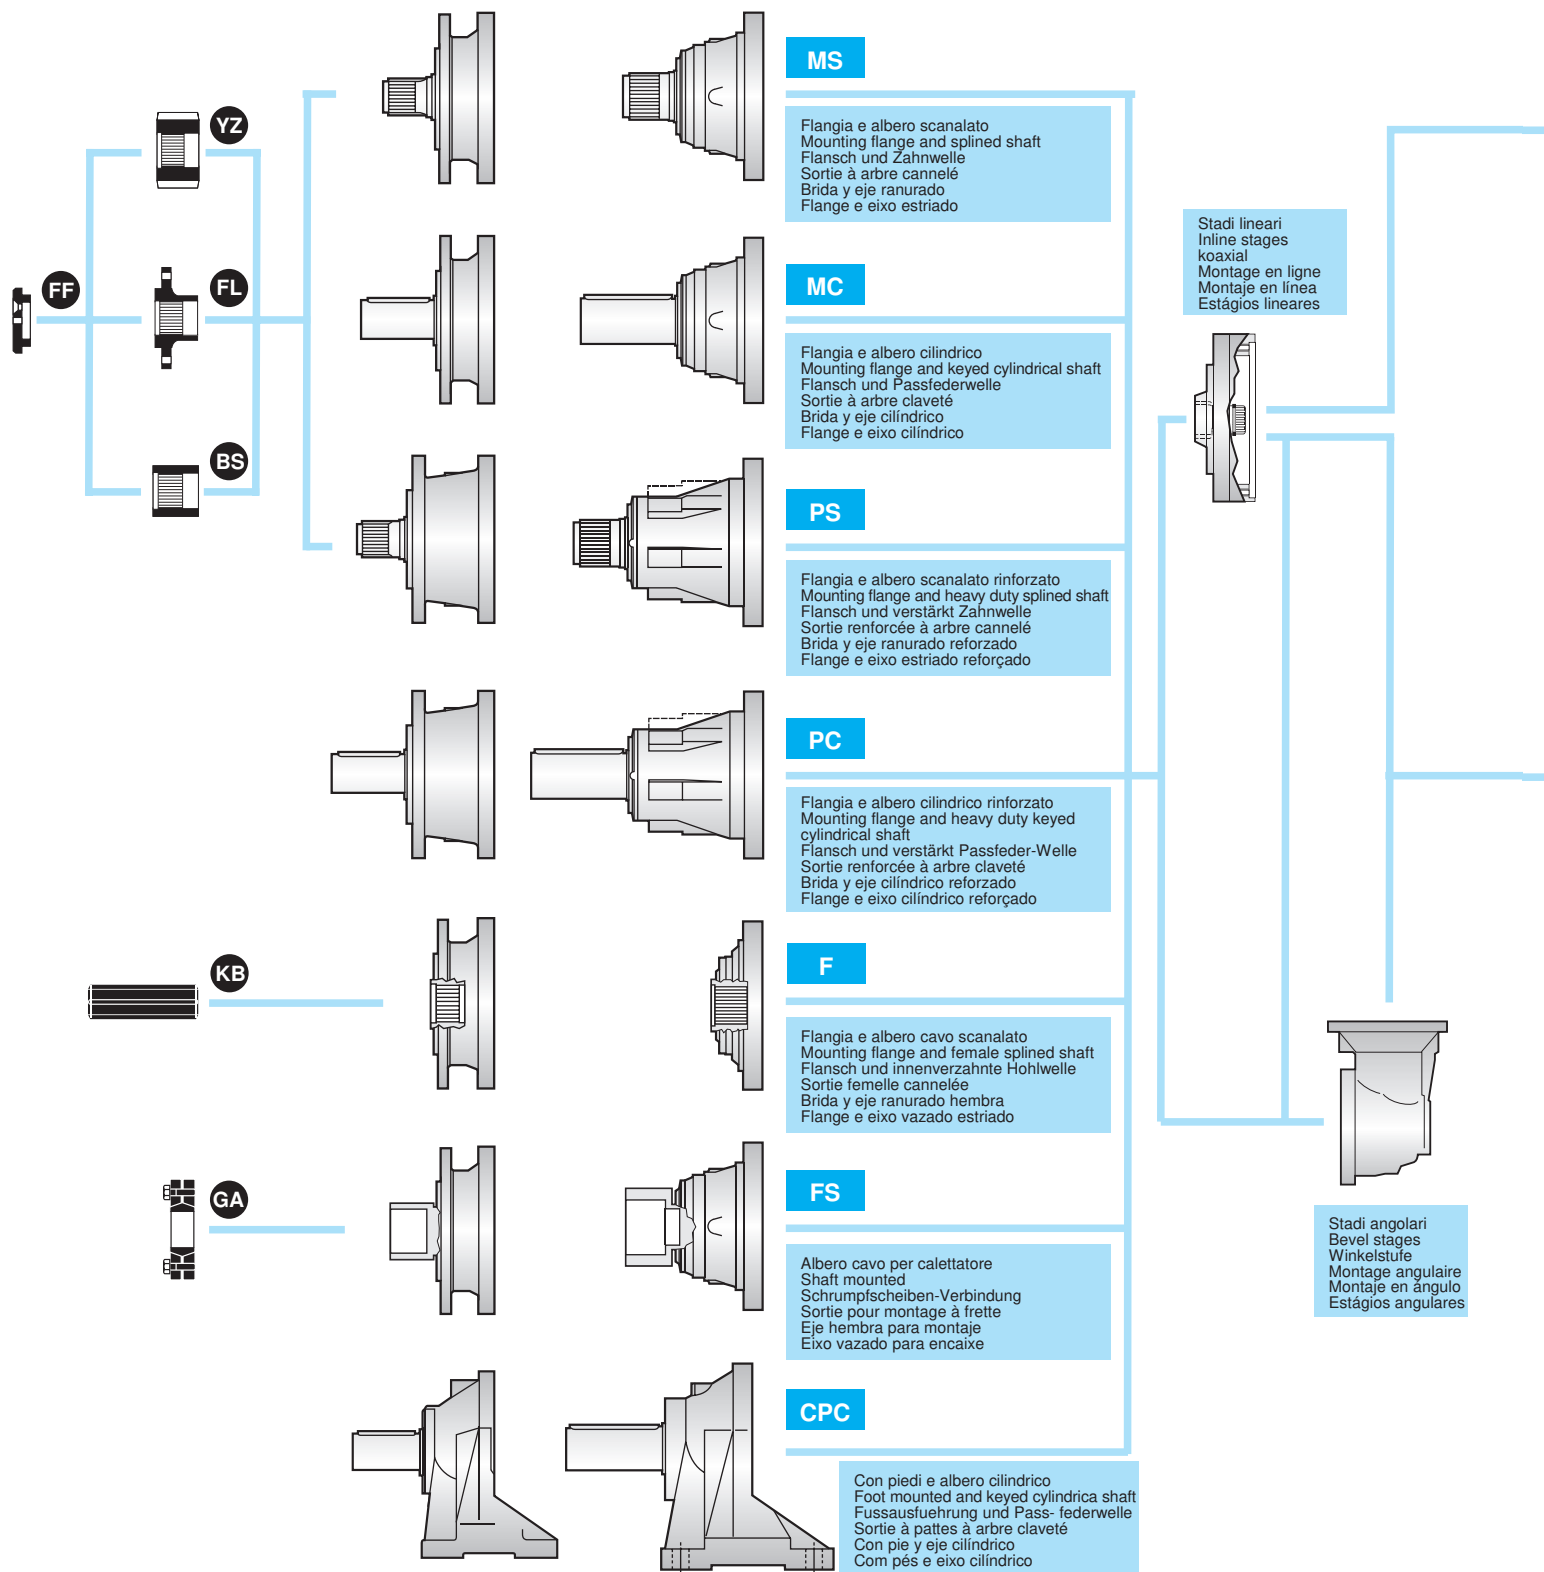 MS
Flangia e albero scanalato
Mounting flange and splined shaft
Flansch und Zahnwelle
Sortie à arbre cannelé
Brida y eje ranurado
Flange e eixo estriado
YZ
FF
FL
BS
MC
Flangia e albero cilindrico
Mounting flange and keyed cylindrical shaft
Flansch und Passfederwelle
Sortie à arbre claveté
Brida y eje cilíndrico
Flange e eixo cilíndrico
Stadi lineari
Inline stages
koaxial
Montage en ligne
Montaje en línea
Estágios lineares
PS
Flangia e albero scanalato rinforzato
Mounting flange and heavy duty splined shaft
Flansch und verstärkt Zahnwelle
Sortie renforcée à arbre cannelé
Brida y eje ranurado reforzado
Flange e eixo estriado reforçado
PC
Flangia e albero cilindrico rinforzato
Mounting flange and heavy duty keyed
cylindrical shaft
Flansch und verstärkt Passfeder-Welle
Sortie renforcée à arbre claveté
Brida y eje cilíndrico reforzado
Flange e eixo cilíndrico reforçado
KB
F
Flangia e albero cavo scanalato
Mounting flange and female splined shaft
Flansch und innenverzahnte Hohlwelle
Sortie femelle cannelée
Brida y eje ranurado hembra
Flange e eixo vazado estriado
GA
FS
Albero cavo per calettatore
Shaft mounted
Schrumpfscheiben-Verbindung
Sortie pour montage à frette
Eje hembra para montaje
Eixo vazado para encaixe
Stadi angolari
Bevel stages
Winkelstufe
Montage angulaire
Montaje en ángulo
Estágios angulares
CPC
Con piedi e albero cilindrico
Foot mounted and keyed cylindrica shaft
Fussausfuehrung und Pass- federwelle
Sortie à pattes à arbre claveté
Con pie y eje cilíndrico
Com pés e eixo cilíndrico